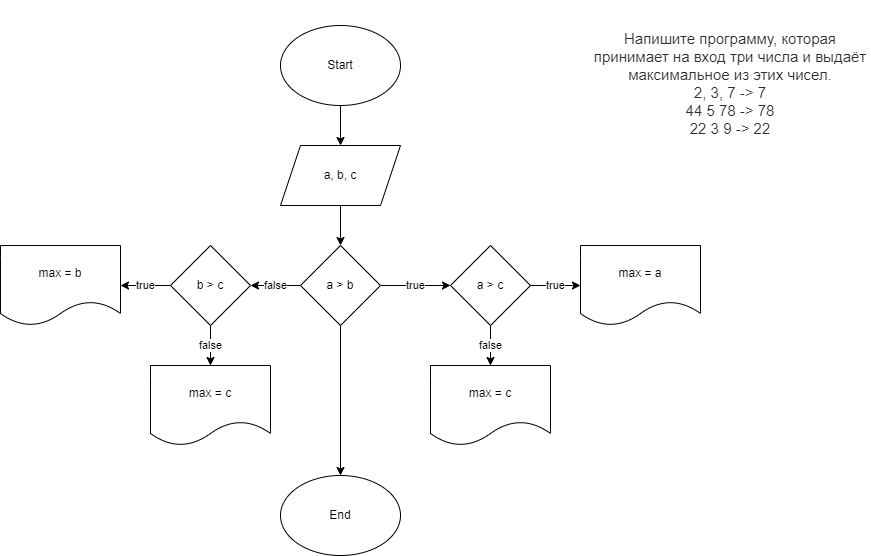 Напишите программу, которая
принимает на вход три числа и выдаёт
максимальное из этих чисел.
2, 3, 7 -> 7
44 5 78 -> 78
22 3 9 -> 22
Start
a, b, c
max = b
true
b > c
false
a > b
true
a > c
true
max = a
false
false
max = c
max = c
End